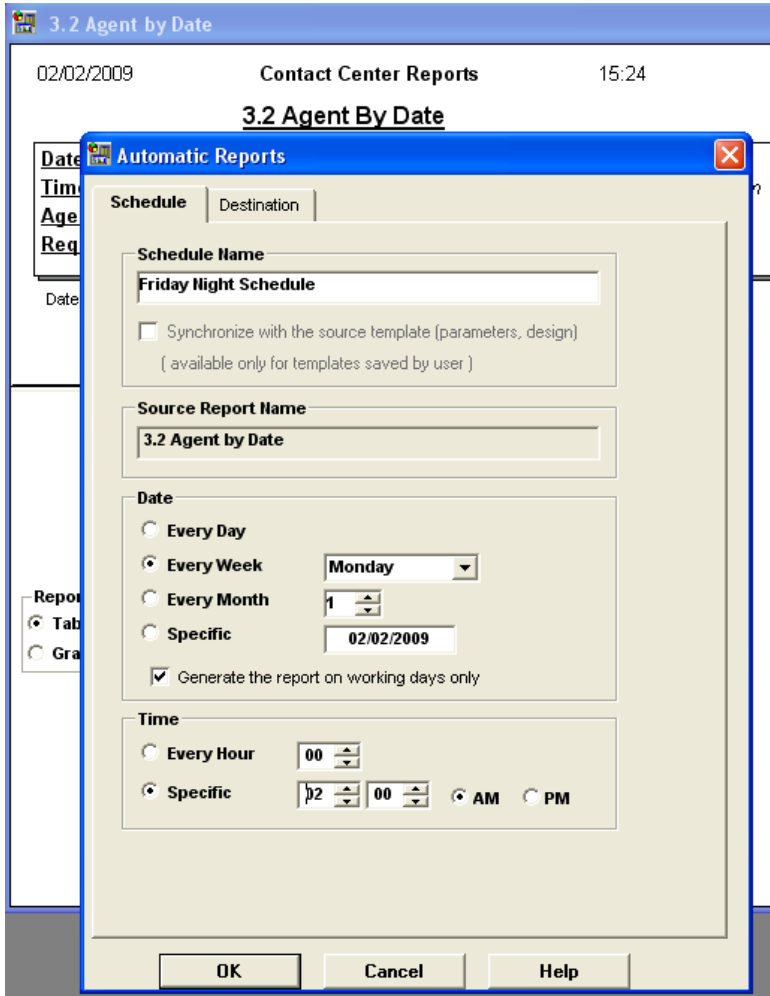 3.2 Agent by Date
02/02/2009 Contact Center Reports 15:24
3.2 Agent By Date
Date
Tim
Age
Req
Date
Automatic Reports
Schedule Destination
Schedule Name
Friday Night Schedule
Synchronize with the source template (parameters, design)
( available only for templates saved by user )
Source Report Name
3.2 Agent by Date
Date
Every Day
Every Week Monday
Every Month 1
Specific 02/02/2009
Generate the report on working days only
Repor
Tab
Gra
Time
Every Hour 00
Specific 02 00 AM PM
OK Cancel Help